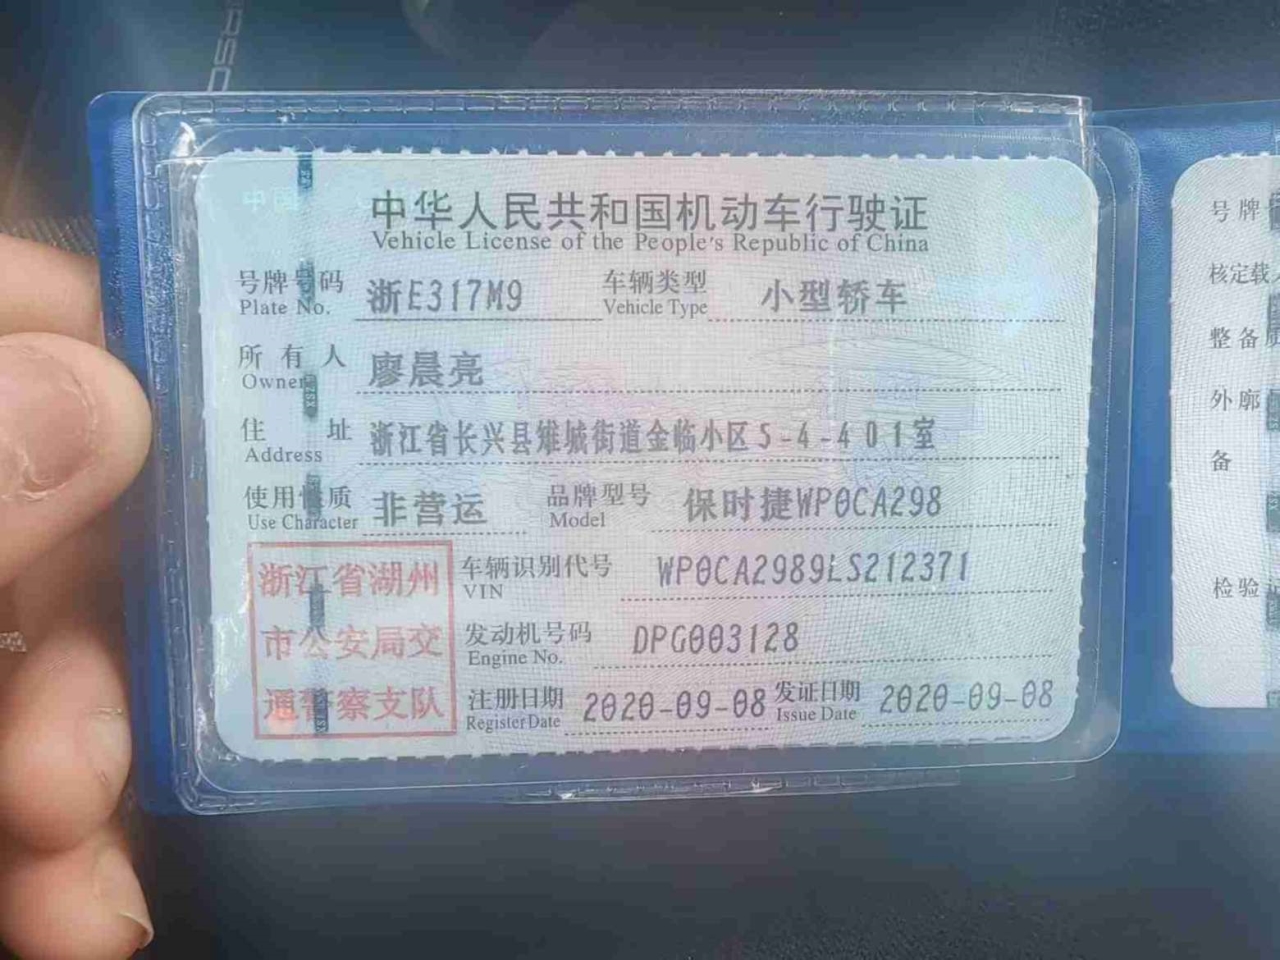 中华人民共和国机动车行驶证
Vehicle License of the People's Republic of China
号牌号码 浙E317M9 车辆类型 小型轿车
Plate No. Vehicle Type
所有人 廖晨亮
Owner
住址 浙江省长兴县雉城街道金临小区5-4-401室
Address
使用性质 非营运 品牌型号 保时捷WP0CA298
Use Character Model
浙江省湖州
市公安局交
通警察支队
车辆识别代号 WP0CA2989LS212371
VIN
发动机号码 DPG003128
Engine No.
注册日期 2020-09-08 发证日期 2020-09-08
Register Date Issue Date
号牌
核定载
整备
外廓
备
检验